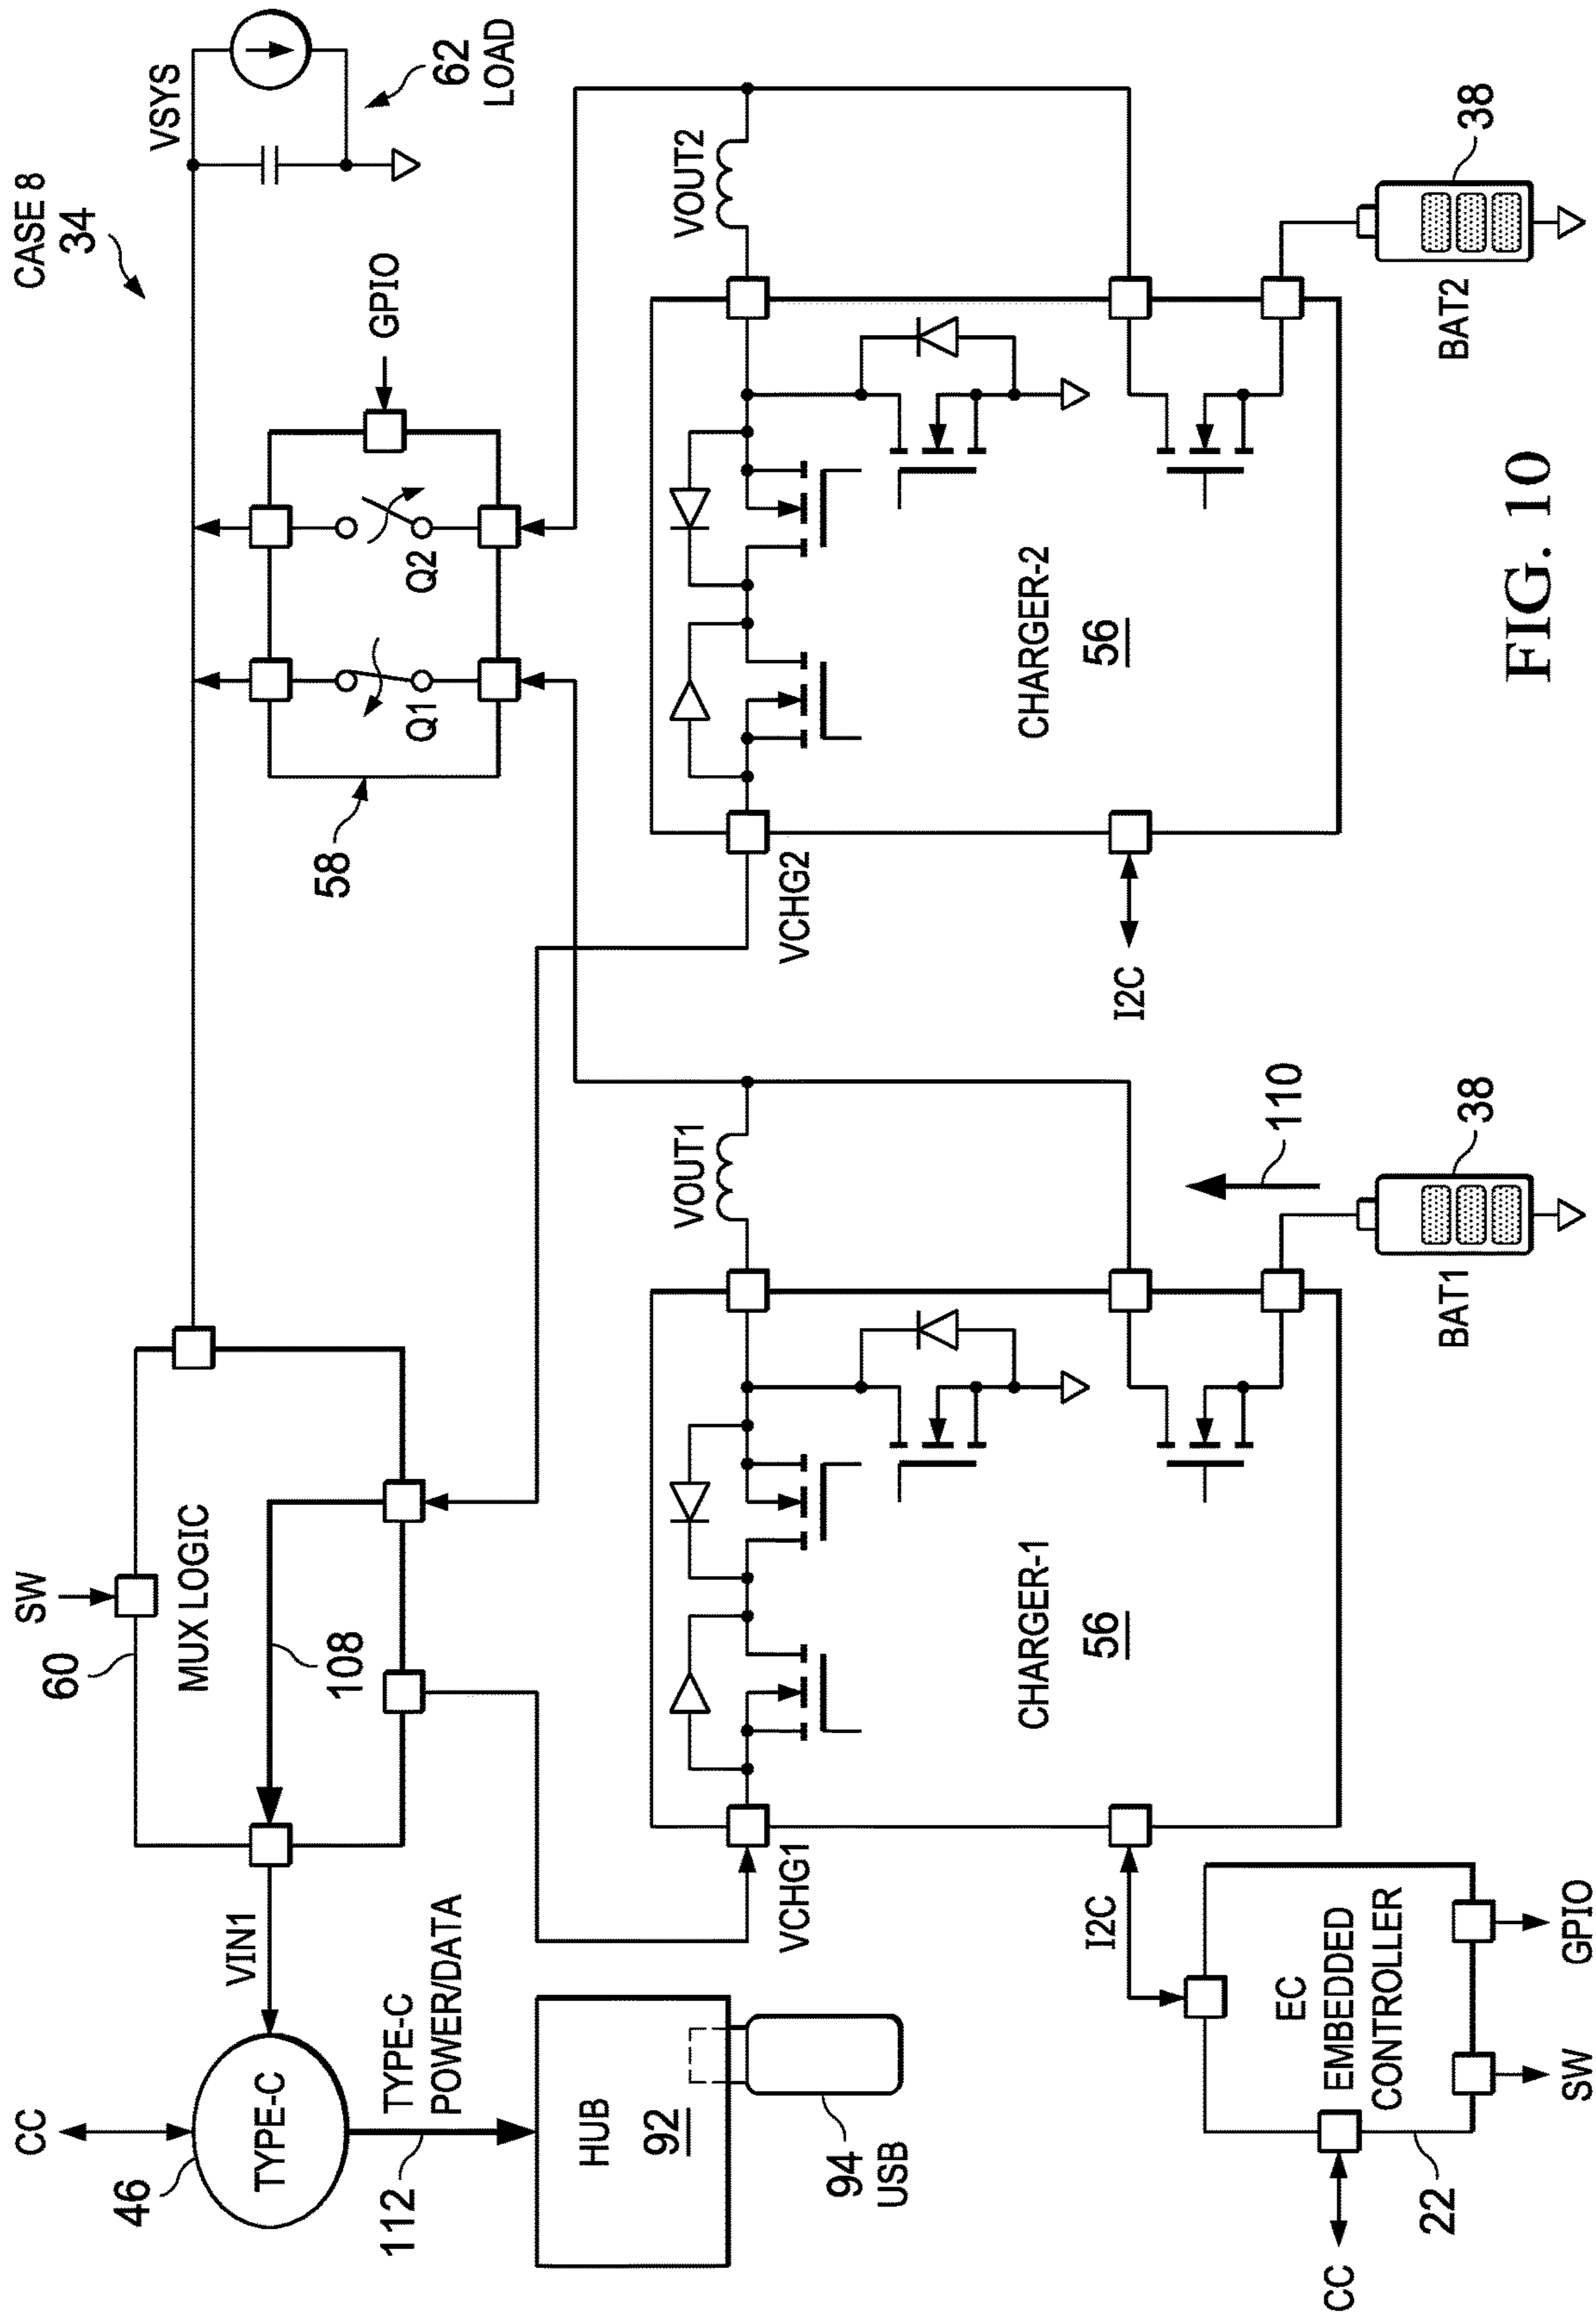 CASE 8
34
CC
46
TYPE-C
VIN1
112
TYPE-C
POWER/DATA
HUB
92
94
USB
SW
60
MUX LOGIC
108
VSYS
62
LOAD
58
Q1
Q2
GPIO
VCHG1
VOUT1
CHARGER-1
56
I2C
110
38
BAT1
VCHG2
VOUT2
CHARGER-2
56
I2C
38
BAT2
EC
EMBEDDED
CONTROLLER
CC
22
SW
GPIO
FIG. 10